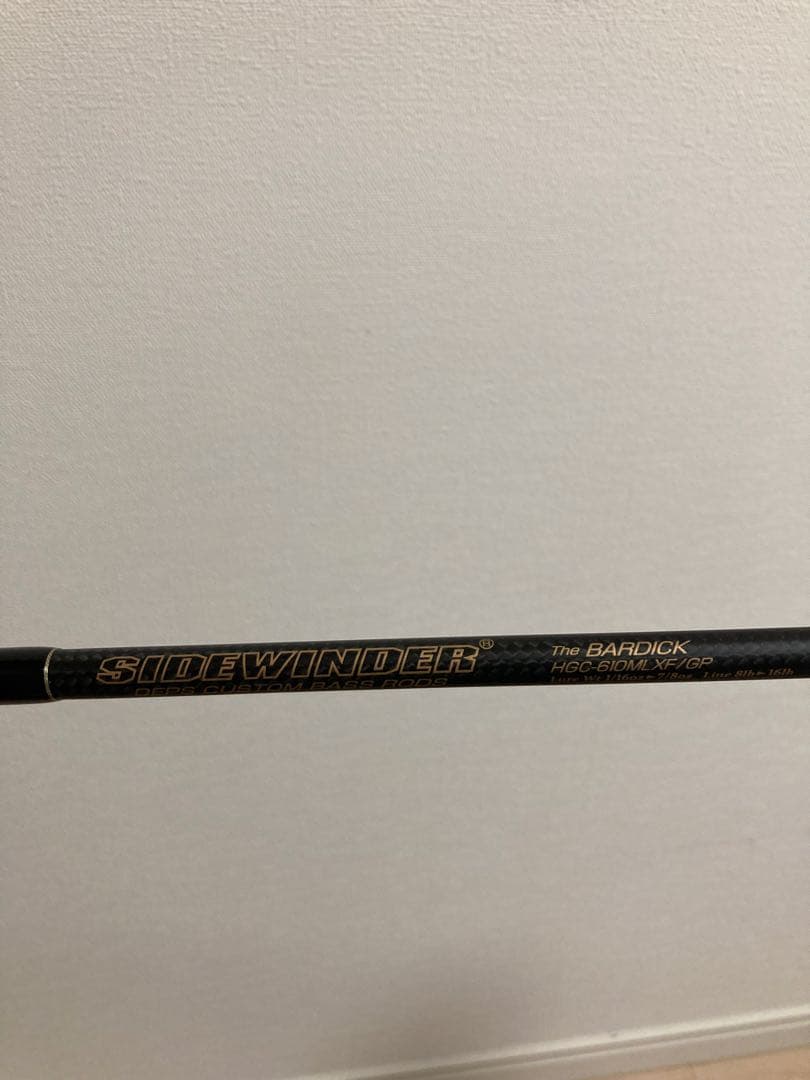 SIDEWINDER®
DEPS CUSTOM BASS RODS
The BARDICK
HGC-610MLXF/GP
Lure Wt 1/16oz ▸ 7/8oz Line 8lb ▸ 16lb